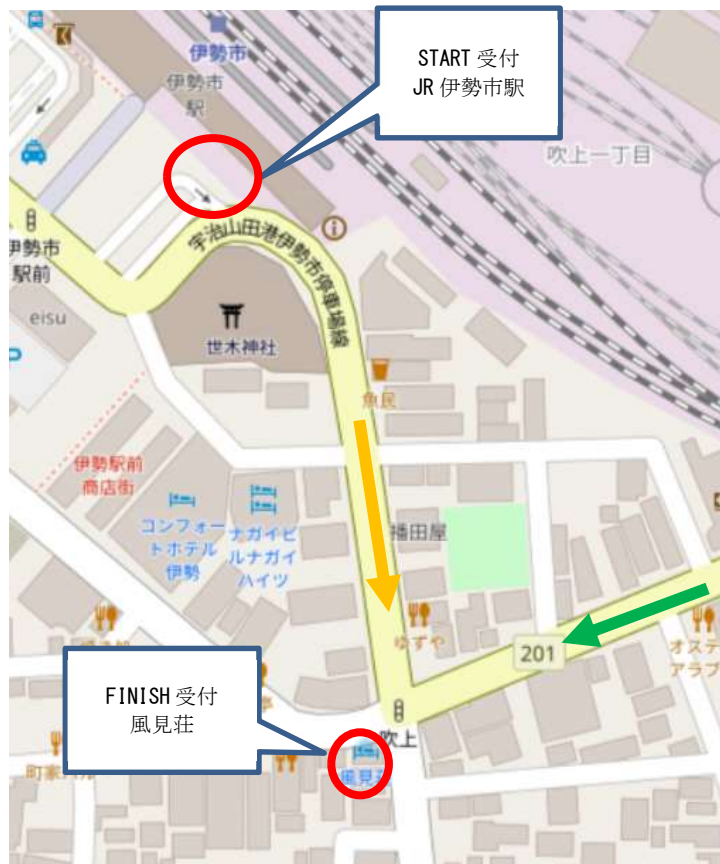 START 受付
JR 伊勢市駅
伊勢市
伊勢市
駅
吹上一丁目
伊勢市
駅前
宇治山田港伊勢市停車場線
eisu
世木神社
魚民
伊勢駅前
商店街
コンフォー
トホテル
伊勢
ナガイビ
ルナガイ
ハイツ
播田屋
ゆずや
201
オステ
アラブ
FINISH 受付
風見荘
吹上
風見荘